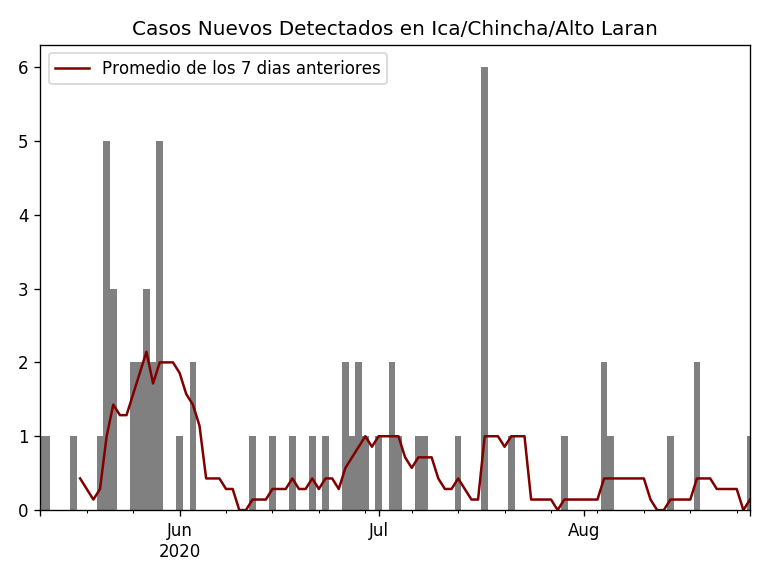 Casos Nuevos Detectados en Ica/Chincha/Alto Laran
Promedio de los 7 dias anteriores
6
5
4
3
2
1
0
Jun
2020
Jul
Aug